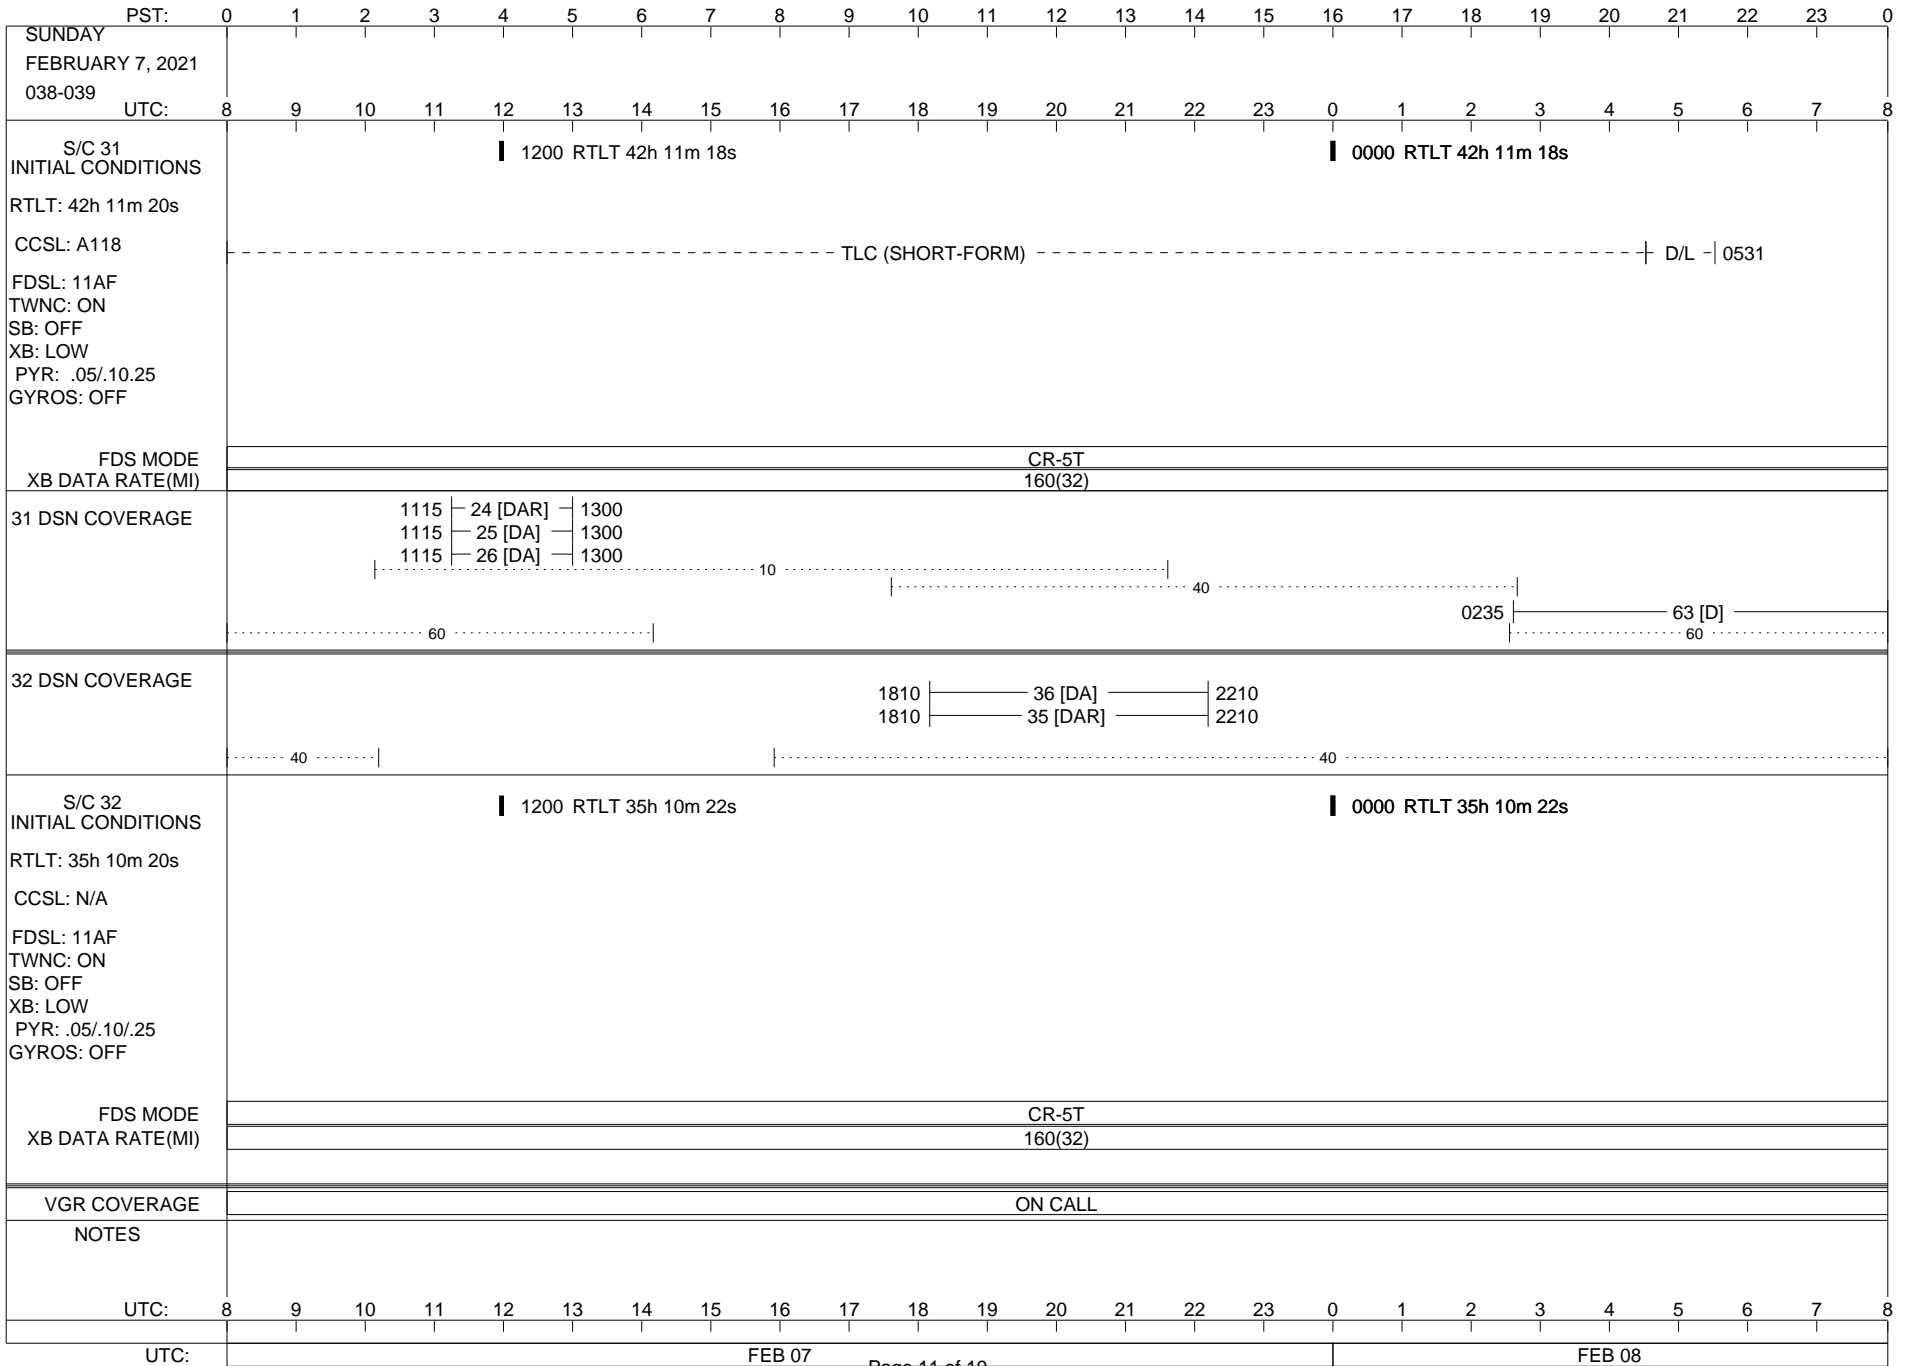 PST: 0 1 2 3 4 5 6 7 8 9 10 11 12 13 14 15 16 17 18 19 20 21 22 23 0
SUNDAY
FEBRUARY 7, 2021
038-039
UTC: 8 9 10 11 12 13 14 15 16 17 18 19 20 21 22 23 0 1 2 3 4 5 6 7 8
S/C 31
INITIAL CONDITIONS
1200 RTLT 42h 11m 18s
0000 RTLT 42h 11m 18s
RTLT: 42h 11m 20s
CCSL: A118
TLC (SHORT-FORM) D/L 0531
FDSL: 11AF
TWNC: ON
SB: OFF
XB: LOW
PYR: .05/.10.25
GYROS: OFF
FDS MODE CR-5T
XB DATA RATE(MI) 160(32)
31 DSN COVERAGE
1115 24 [DAR] 1300
1115 25 [DA] 1300
1115 26 [DA] 1300
10
40
0235 63 [D]
60 60
32 DSN COVERAGE
1810 36 [DA] 2210
1810 35 [DAR] 2210
40 40
S/C 32
INITIAL CONDITIONS
1200 RTLT 35h 10m 22s
0000 RTLT 35h 10m 22s
RTLT: 35h 10m 20s
CCSL: N/A
FDSL: 11AF
TWNC: ON
SB: OFF
XB: LOW
PYR: .05/.10/.25
GYROS: OFF
FDS MODE CR-5T
XB DATA RATE(MI) 160(32)
VGR COVERAGE ON CALL
NOTES
UTC: 8 9 10 11 12 13 14 15 16 17 18 19 20 21 22 23 0 1 2 3 4 5 6 7 8
UTC: FEB 07 FEB 08